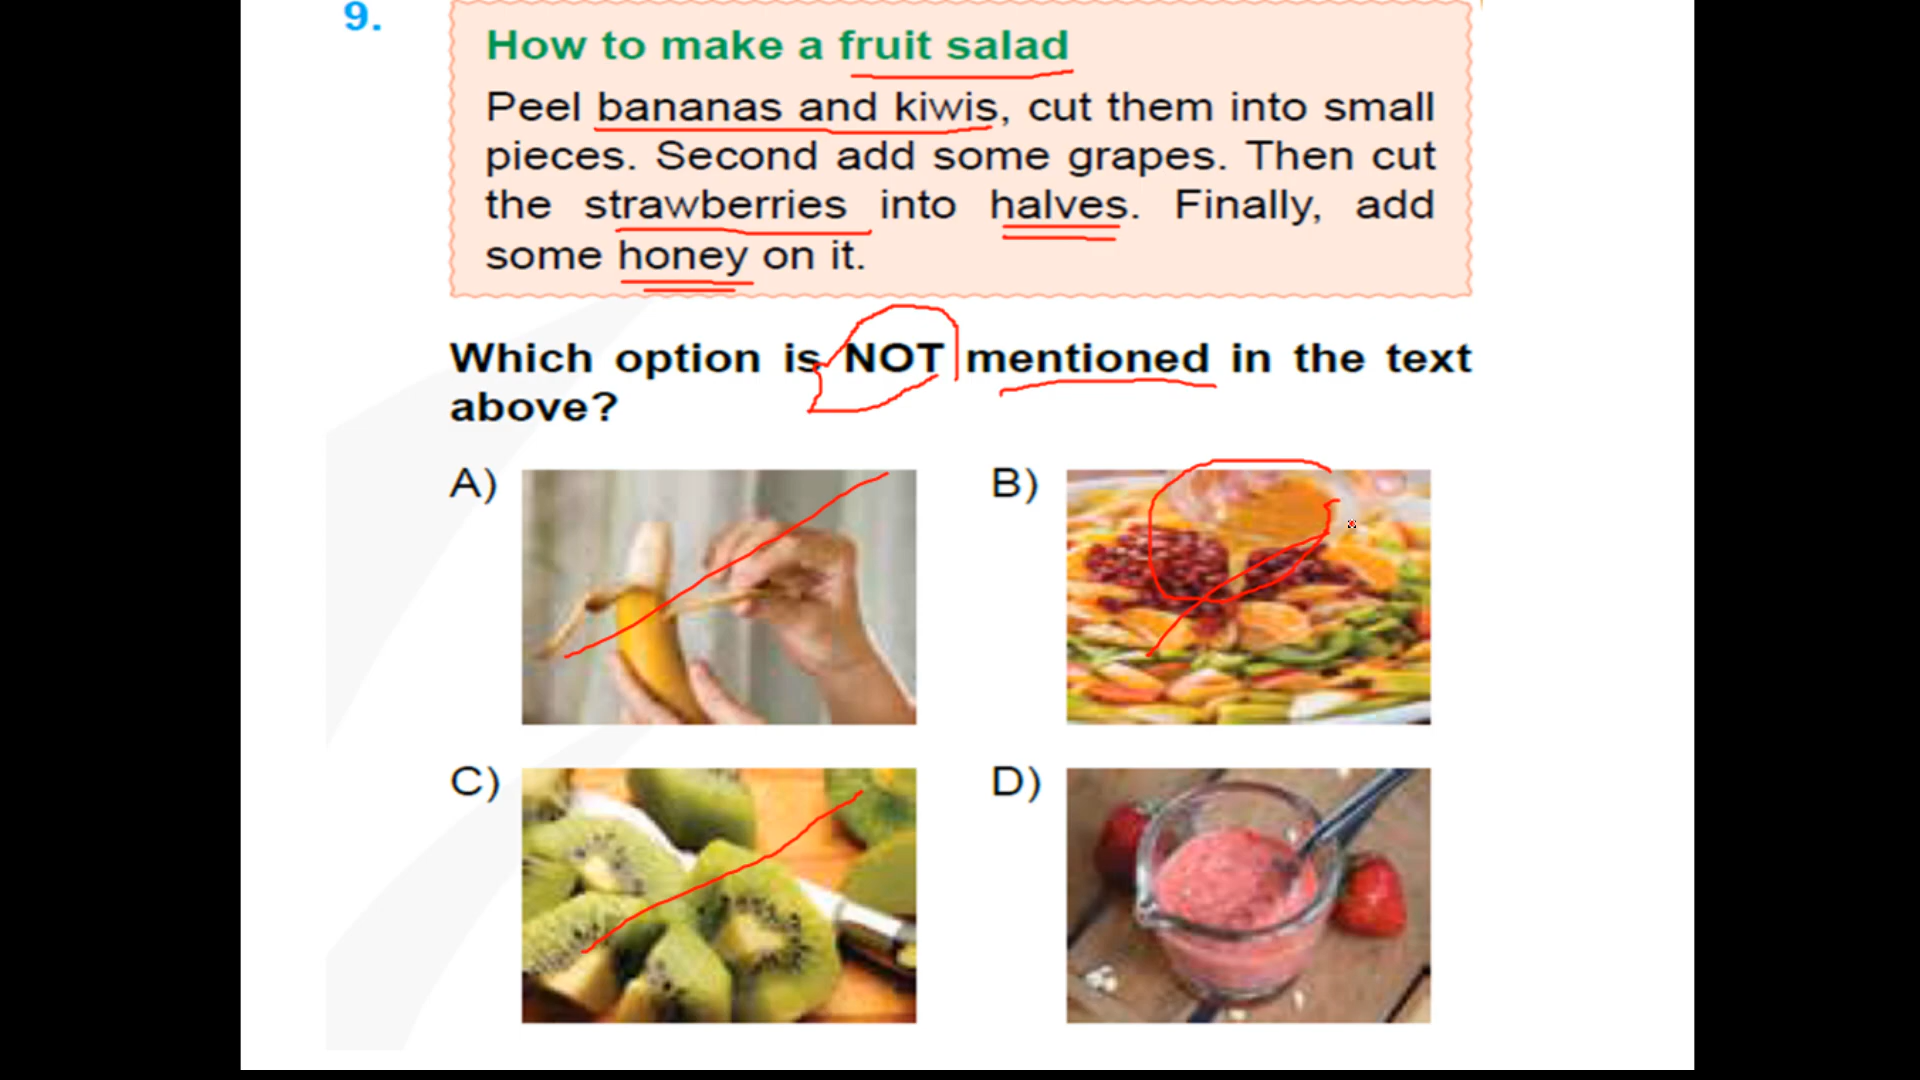 9.
How to make a fruit salad
Peel bananas and kiwis, cut them into small
pieces. Second add some grapes. Then cut
the strawberries into halves. Finally, add
some honey on it.
Which option is NOT mentioned in the text
above?
A)
B)
C)
D)